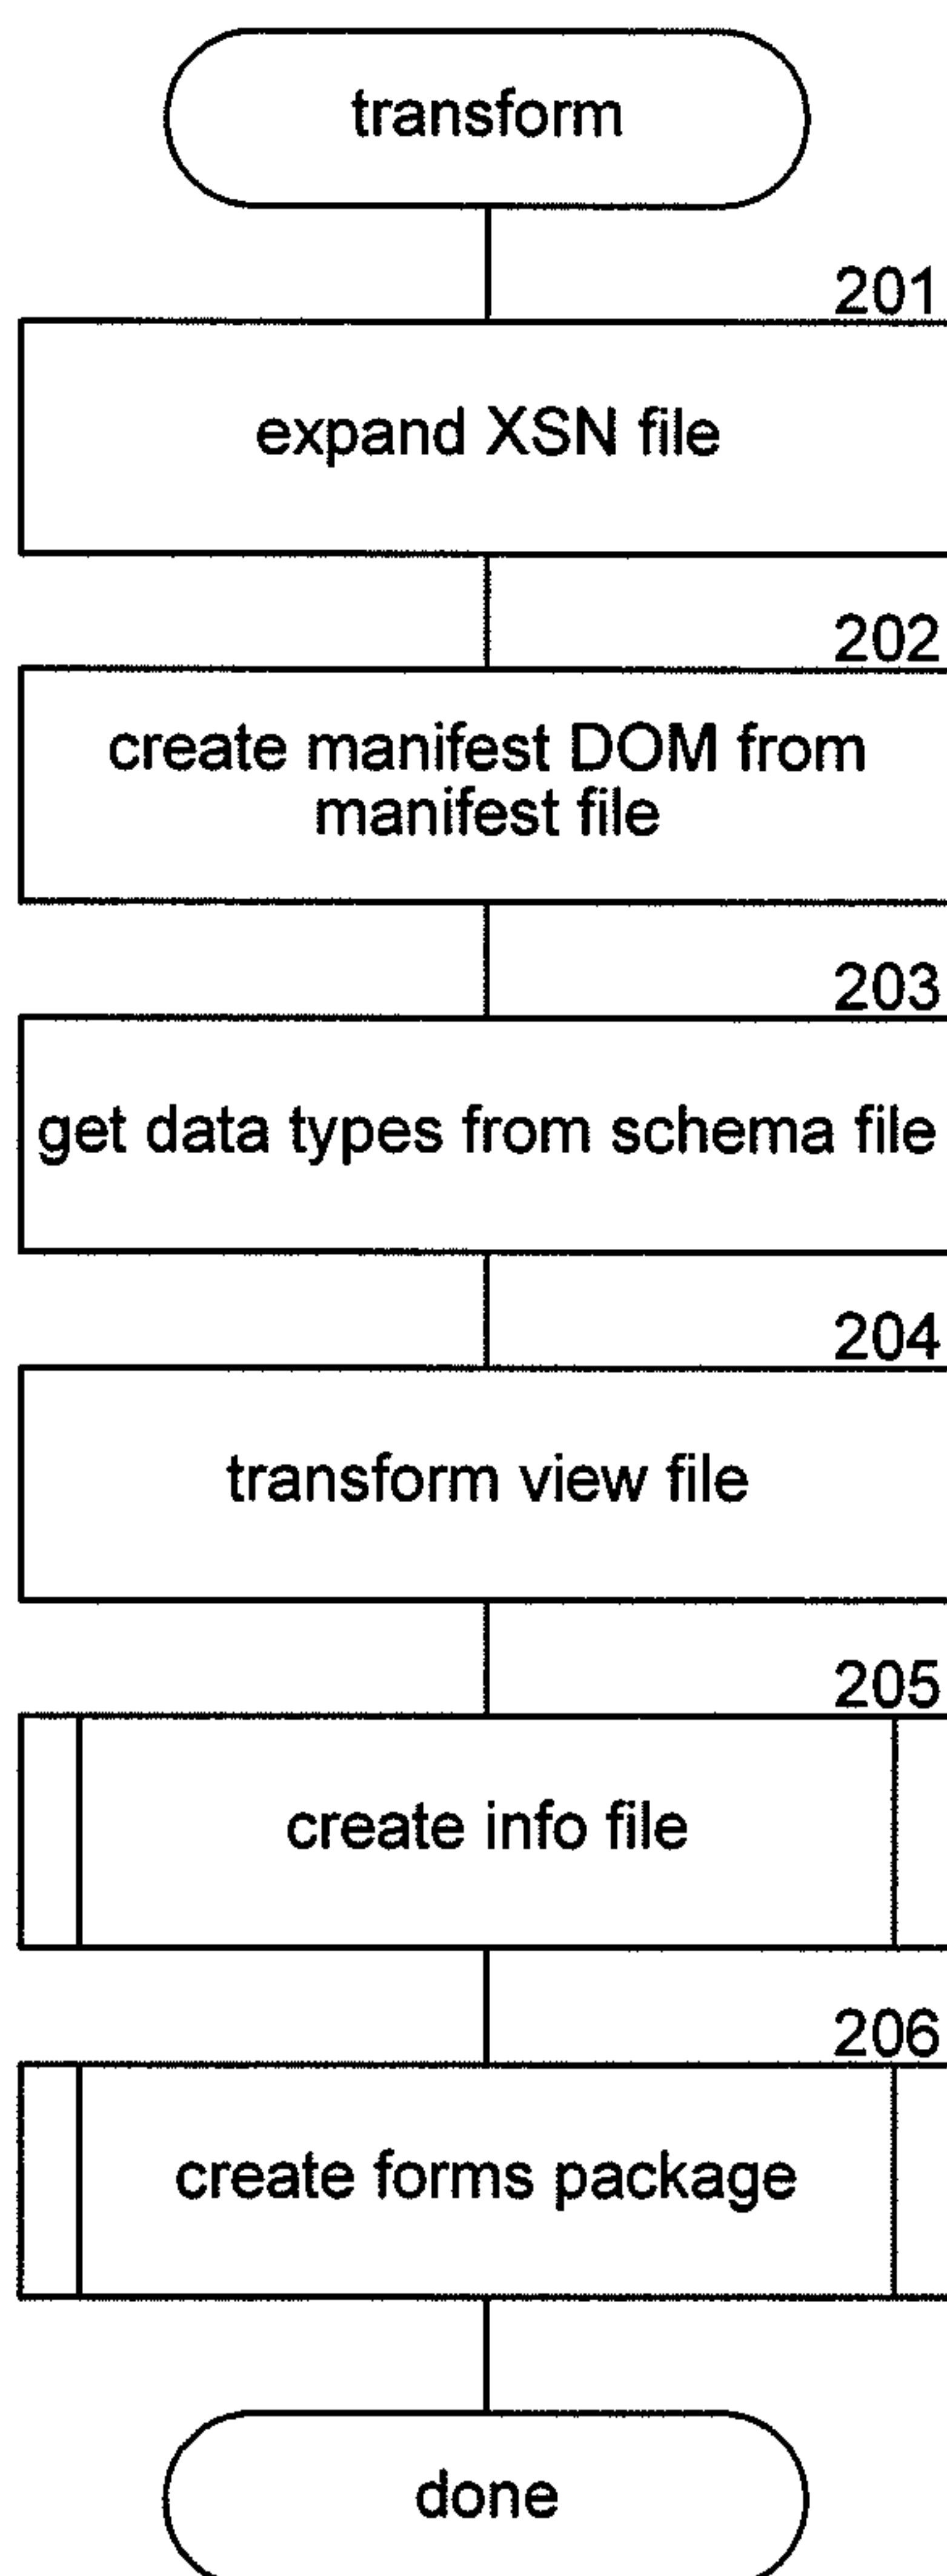 transform
201
expand XSN file
202
create manifest DOM from
manifest file
203
get data types from schema file
204
transform view file
205
create info file
206
create forms package
done